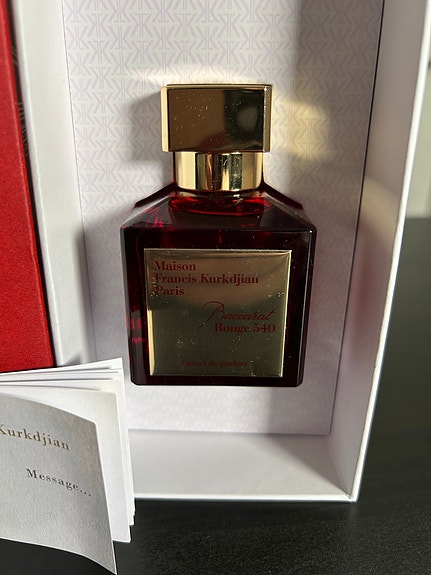 Maison
Francis Kurkdjian
Paris
Baccarat
Rouge 540
extrait de parfum
Kurkdjian
Message...